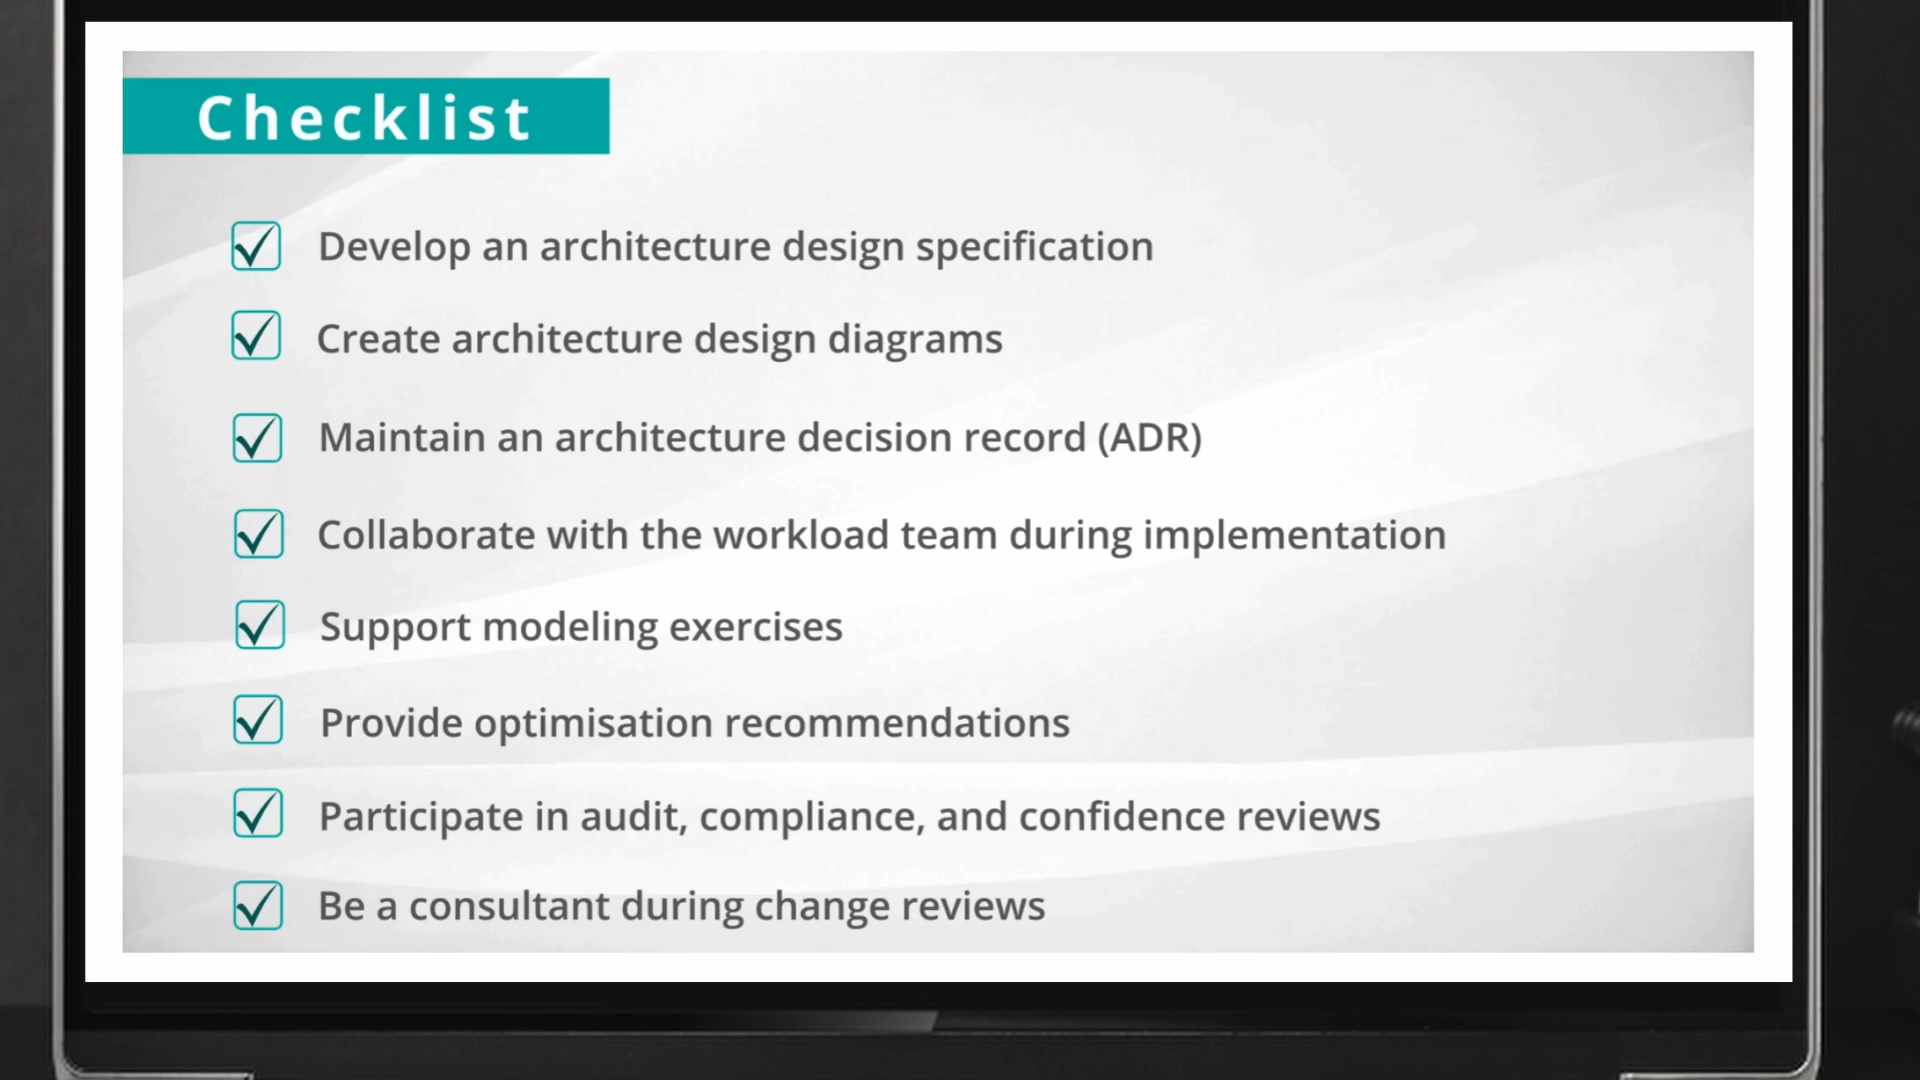 Checklist
Develop an architecture design specification
Create architecture design diagrams
Maintain an architecture decision record (ADR)
Collaborate with the workload team during implementation
Support modeling exercises
Provide optimisation recommendations
Participate in audit, compliance, and confidence reviews
Be a consultant during change reviews